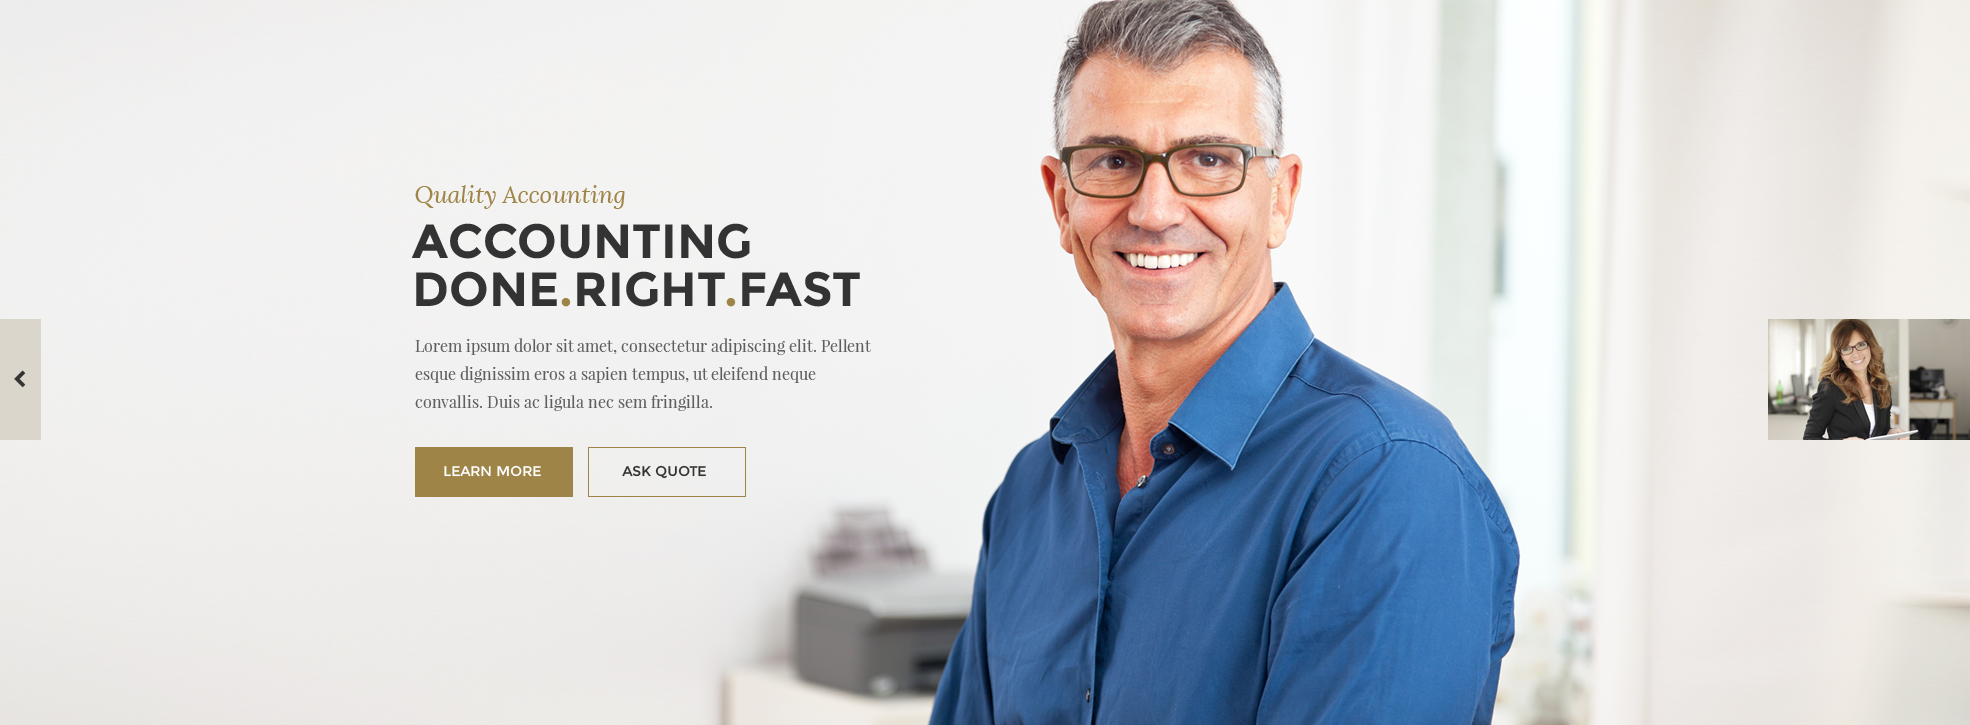 Quality Accounting
ACCOUNTING
DONE.RIGHT.FAST
Lorem ipsum dolor sit amet, consectetur adipiscing elit. Pellent
esque dignissim eros a sapien tempus, ut eleifend neque
convallis. Duis ac ligula nec sem fringilla.
LEARN MORE
ASK QUOTE